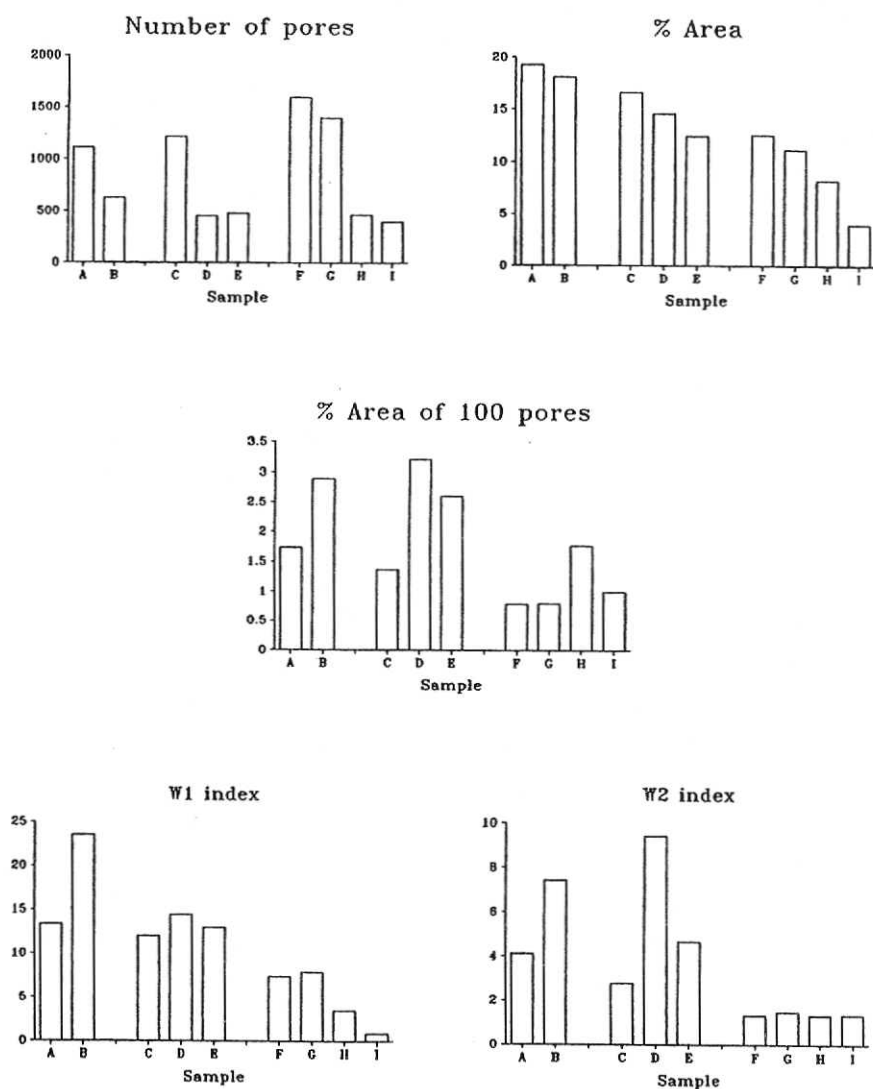 Number of pores
2000
1500
1000
500
0
A B C D E F G H I
Sample
% Area
20
15
10
5
0
A B C D E F G H I
Sample
% Area of 100 pores
3.5
3
2.5
2
1.5
1
0.5
0
A B C D E F G H I
Sample
W1 index
25
20
15
10
5
0
A B C D E F G H I
Sample
W2 index
10
8
6
4
2
0
A B C D E F G H I
Sample